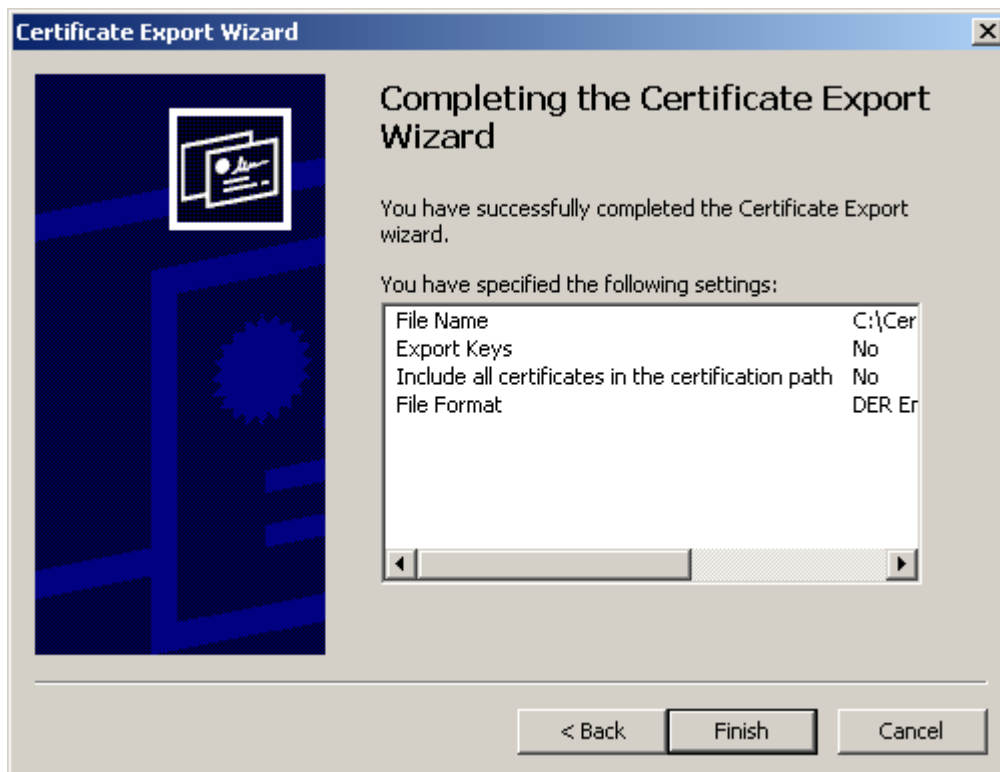 Certificate Export Wizard
Completing the Certificate Export
Wizard
You have successfully completed the Certificate Export
wizard.
You have specified the following settings:
File Name C:\Cer
Export Keys No
Include all certificates in the certification path No
File Format DER Er
< Back Finish Cancel